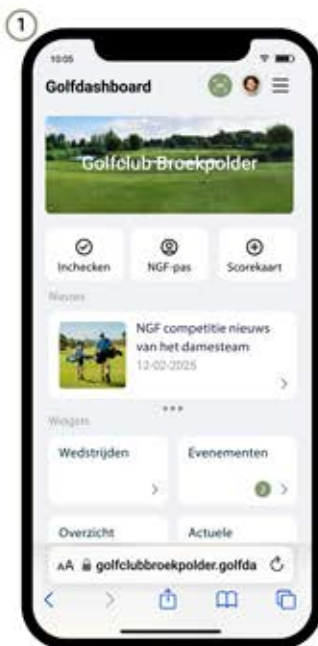 1
10:05
Golfdashboard
Golfclub Broekpolder
Inchecken
NGF-pas
Scorekaart
Nieuws
NGF competitie nieuws
van het damesteam
12-02-2025
Widgets
Wedstrijden
Evenementen
Overzicht
Actuele
AA golfclubbroekpolder.golfda